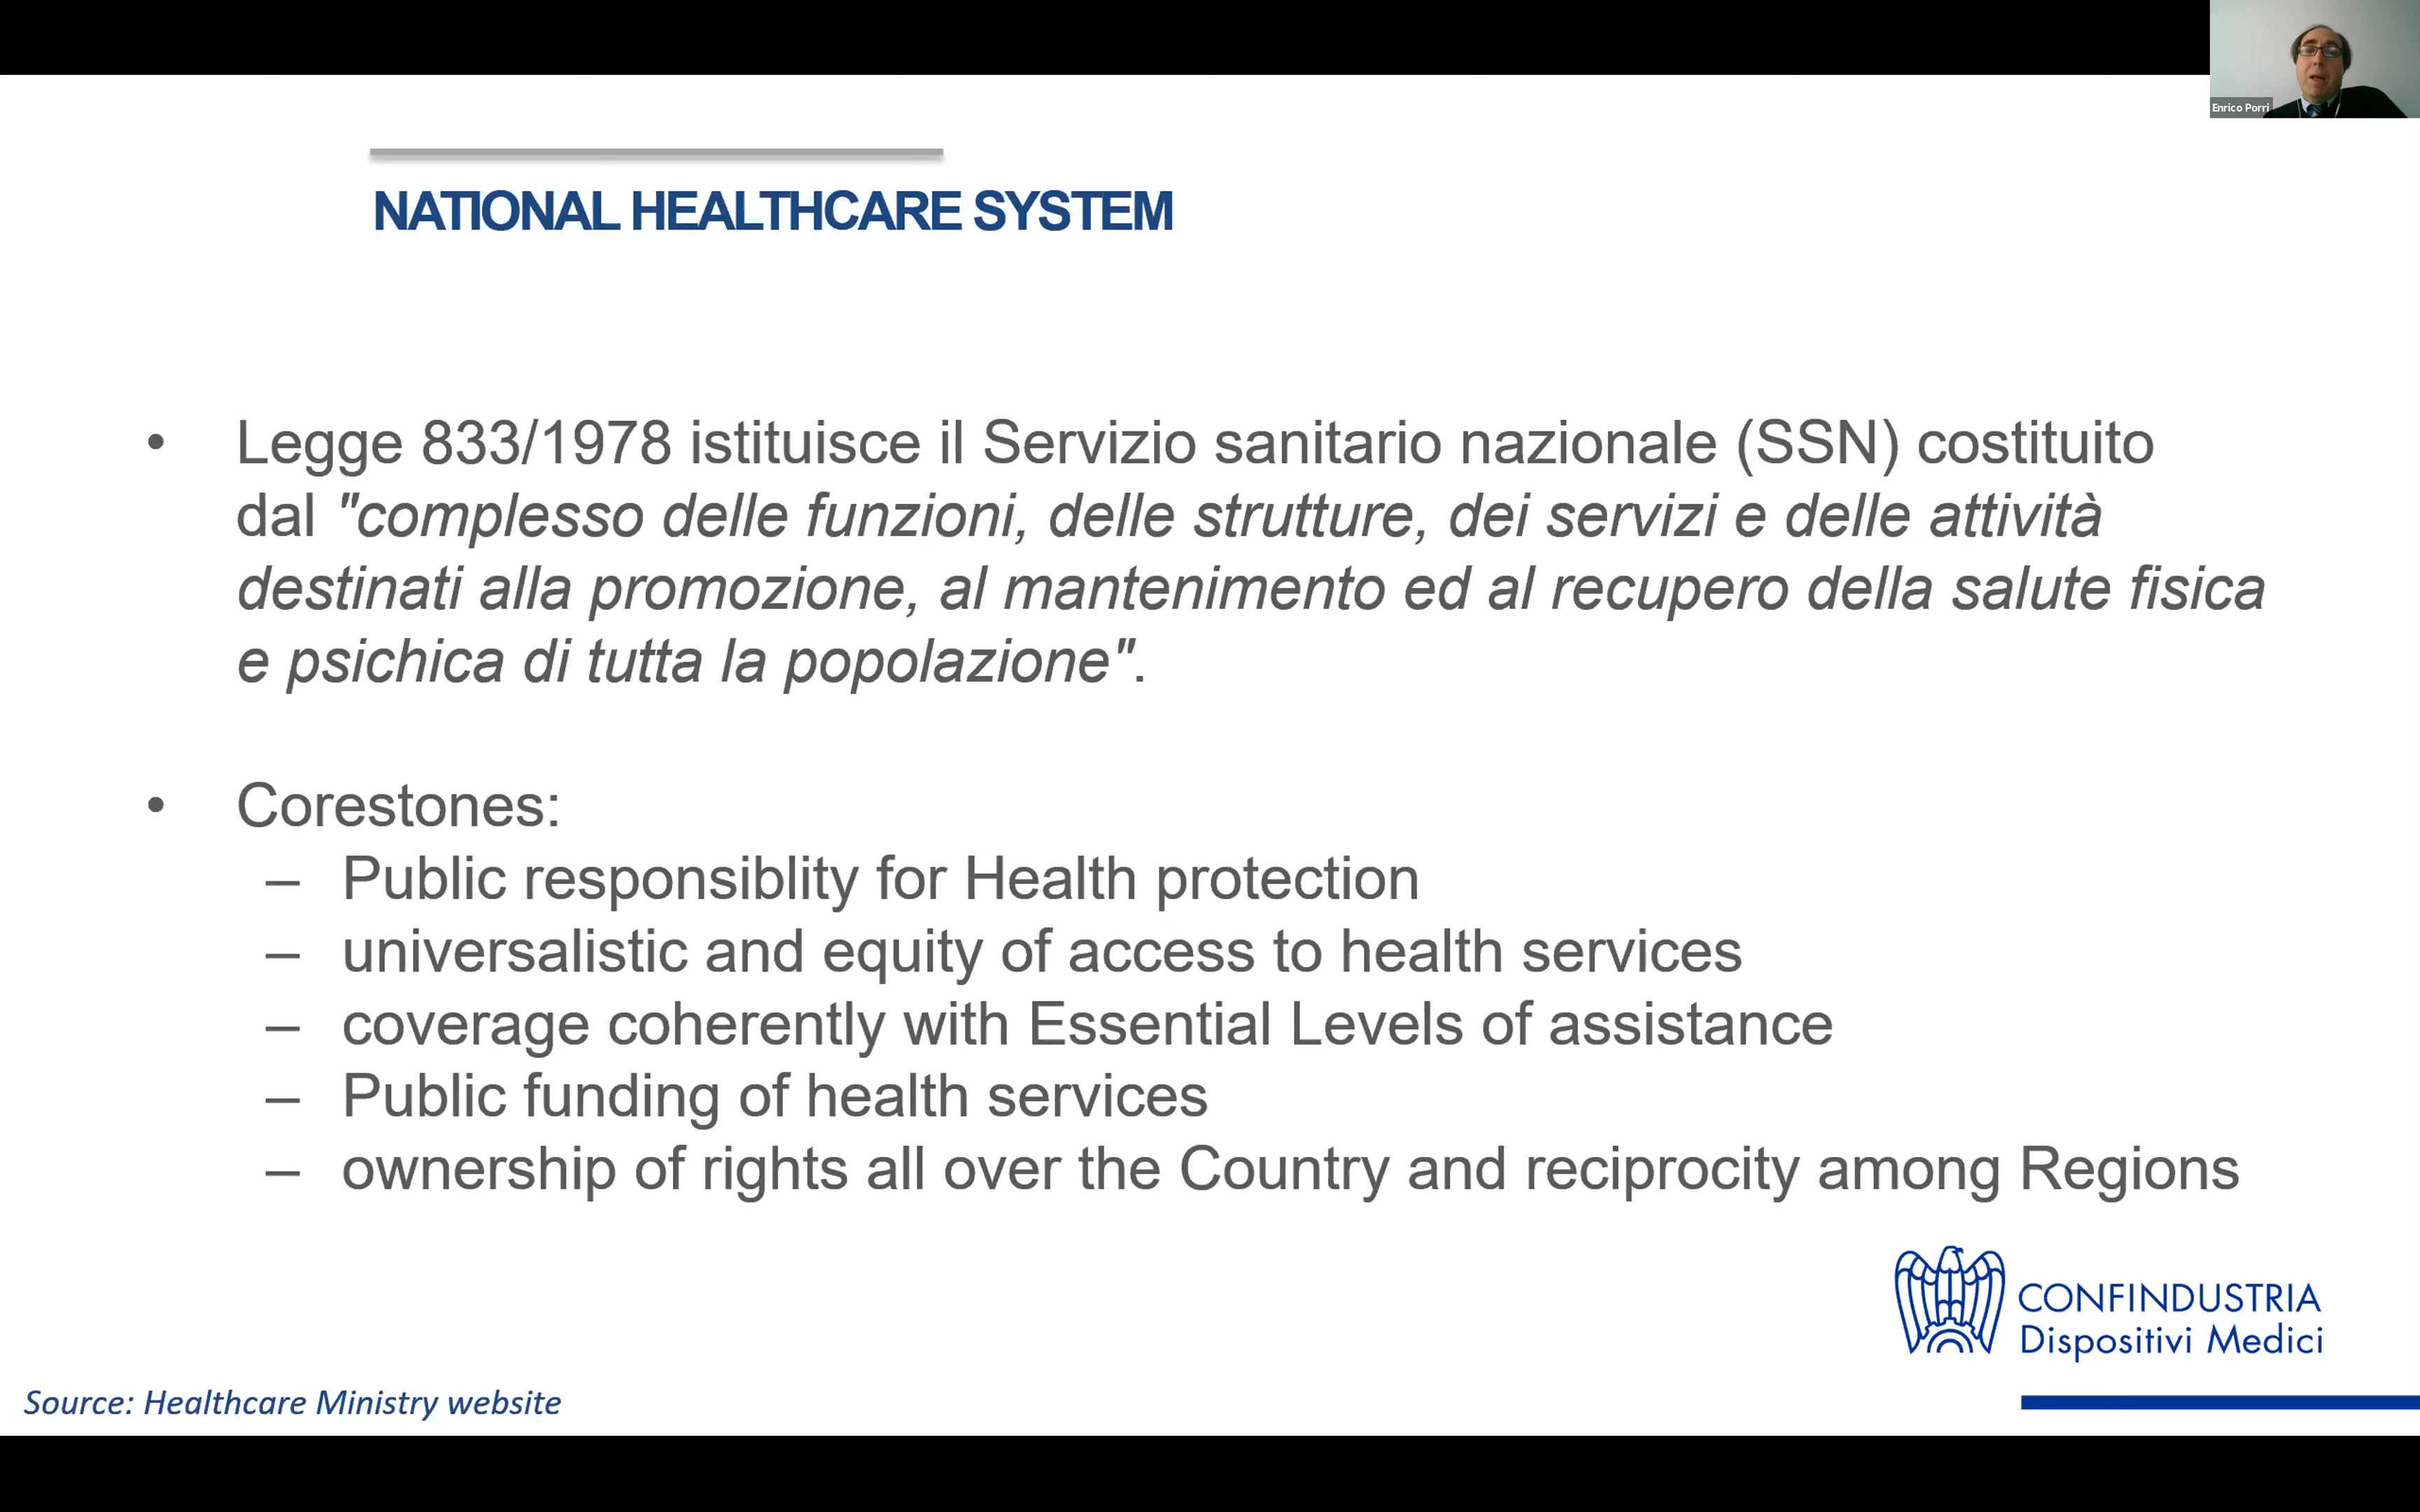 Enrico Porri
NATIONAL HEALTHCARE SYSTEM
• Legge 833/1978 istituisce il Servizio sanitario nazionale (SSN) costituito
dal "complesso delle funzioni, delle strutture, dei servizi e delle attività
destinati alla promozione, al mantenimento ed al recupero della salute fisica
e psichica di tutta la popolazione".
• Corestones:
– Public responsiblity for Health protection
– universalistic and equity of access to health services
– coverage coherently with Essential Levels of assistance
– Public funding of health services
– ownership of rights all over the Country and reciprocity among Regions
CONFINDUSTRIA
Dispositivi Medici
Source: Healthcare Ministry website